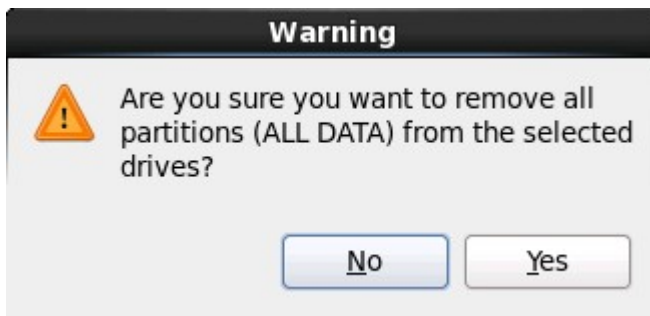 Warning
Are you sure you want to remove all
partitions (ALL DATA) from the selected
drives?
No
Yes